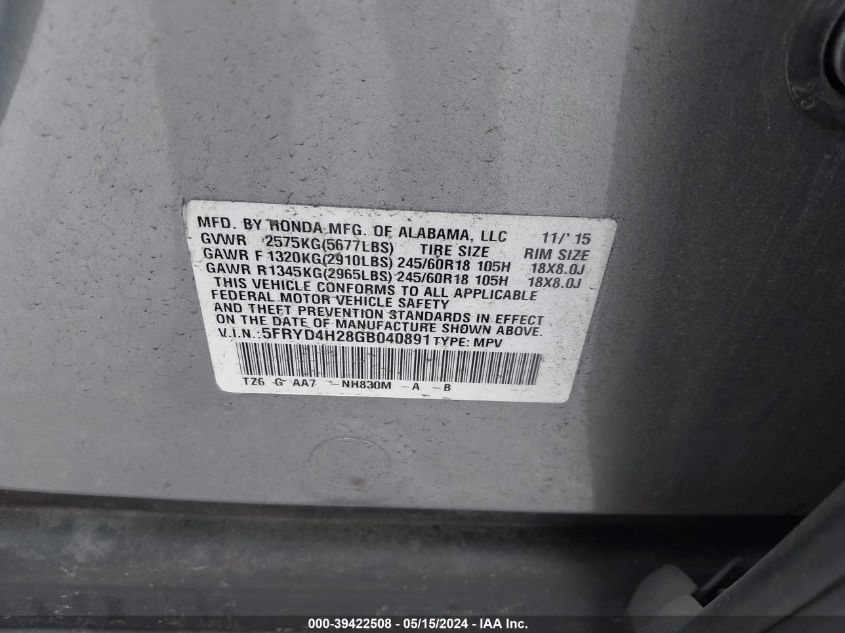 MFD. BY HONDA MFG. OF ALABAMA, LLC 11/'15
GVWR 2575KG(5677LBS) TIRE SIZE RIM SIZE
GAWR F 1320KG(2910LBS) 245/60R18 105H 18X8.0J
GAWR R1345KG(2965LBS) 245/60R18 105H 18X8.0J
THIS VEHICLE CONFORMS TO ALL APPLICABLE
FEDERAL MOTOR VEHICLE SAFETY
AND THEFT PREVENTION STANDARDS IN EFFECT
ON THE DATE OF MANUFACTURE SHOWN ABOVE.
V.I.N.:5FRYD4H28GB040891 TYPE: MPV
TZ6 G AA7 -NH830M -A -B
000-39422508 - 05/15/2024 - IAA Inc.